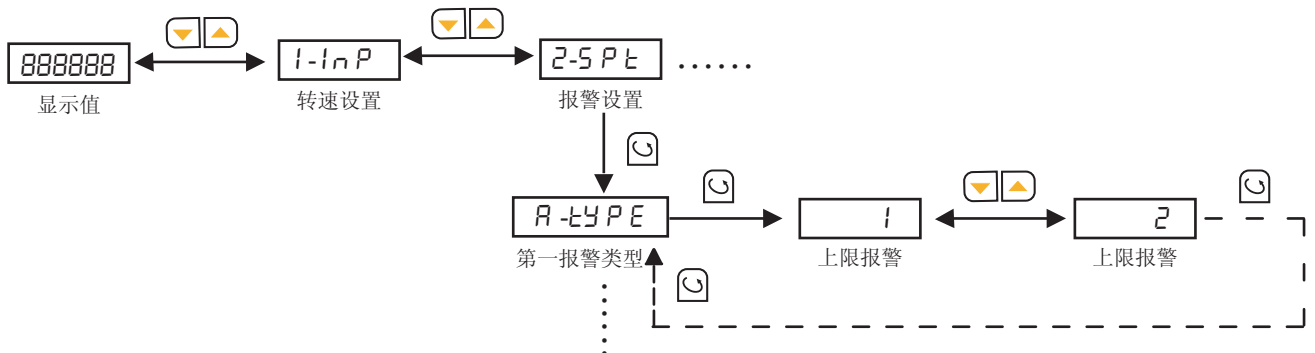 888888
1-InP
2-SPt
......
显示值
转速设置
报警设置
A-tYPE
1
2
第一报警类型
上限报警
上限报警